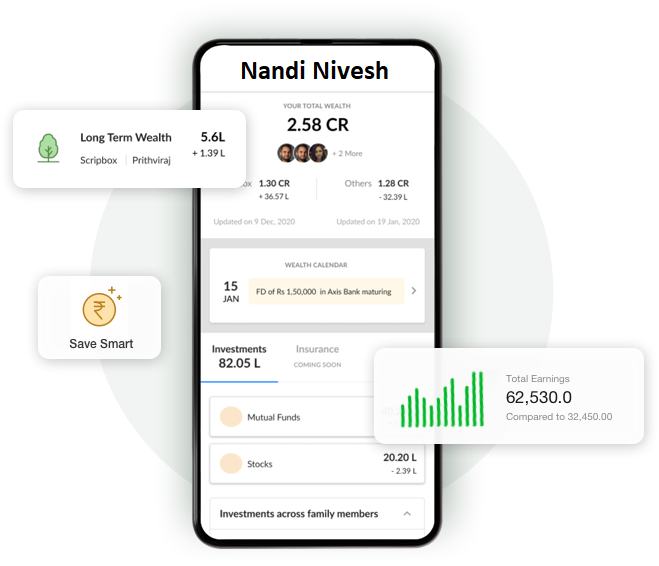 Nandi Nivesh
YOUR TOTAL WEALTH
2.58 CR
+ 2 More
Long Term Wealth 5.6L
Scripbox Prithviraj + 1.39 L
1.30 CR Others 1.28 CR
+ 36.57 L - 32.39 L
Updated on 9 Dec, 2020 Updated on 19 Jan, 2020
WEALTH CALENDAR
15
JAN
FD of Rs 1,50,000 in Axis Bank maturing
Save Smart
Investments Insurance
82.05 L COMING SOON
Total Earnings
62,530.0
Compared to 32,450.00
Mutual Funds
Stocks 20.20 L
- 2.39 L
Investments across family members